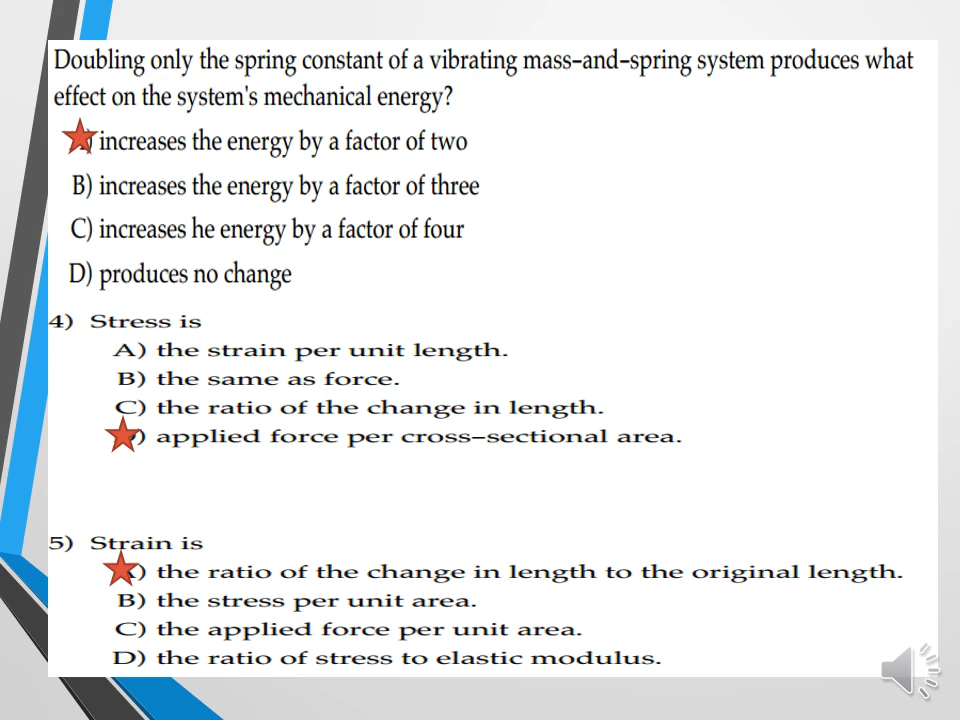 Doubling only the spring constant of a vibrating mass-and-spring system produces what
effect on the system's mechanical energy?
) increases the energy by a factor of two
B) increases the energy by a factor of three
C) increases he energy by a factor of four
D) produces no change
4) Stress is
A) the strain per unit length.
B) the same as force.
C) the ratio of the change in length.
) applied force per cross-sectional area.
5) Strain is
) the ratio of the change in length to the original length.
B) the stress per unit area.
C) the applied force per unit area.
D) the ratio of stress to elastic modulus.